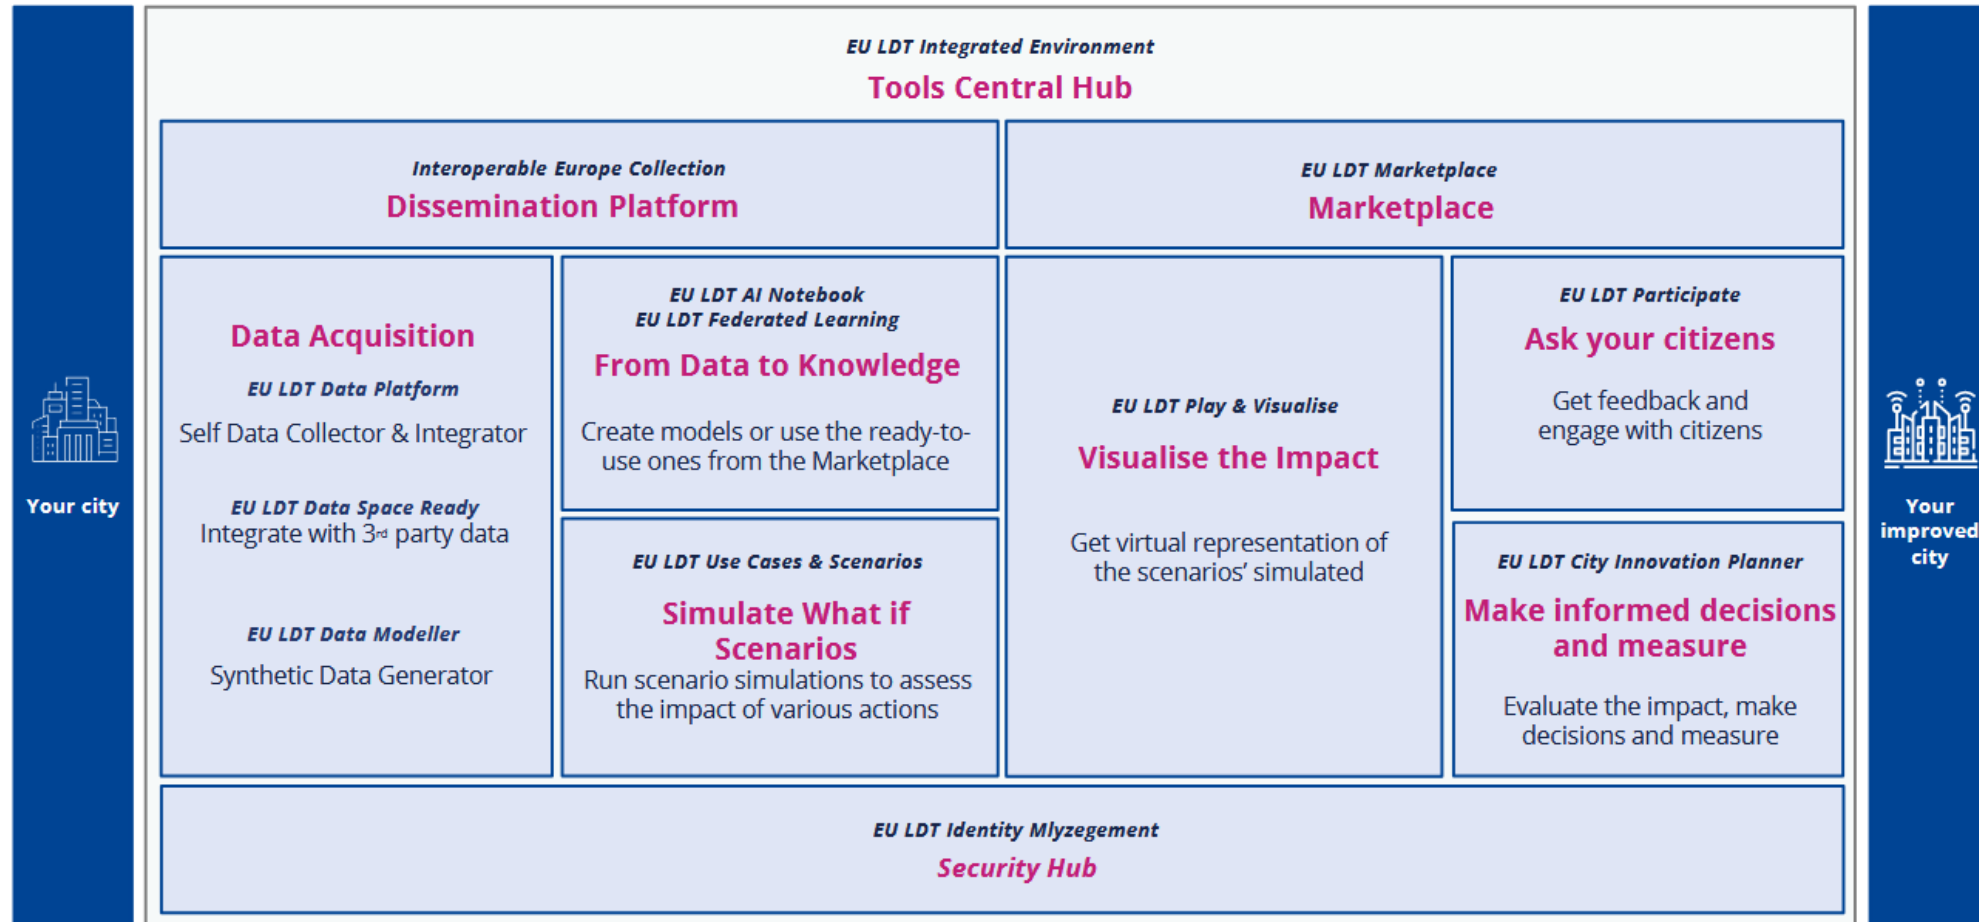 EU LDT Integrated Environment
Tools Central Hub
Interoperable Europe Collection
Dissemination Platform
EU LDT Marketplace
Marketplace
Your city
Data Acquisition
EU LDT Data Platform
Self Data Collector & Integrator
EU LDT Data Space Ready
Integrate with 3rd party data
EU LDT Data Modeller
Synthetic Data Generator
EU LDT AI Notebook
EU LDT Federated Learning
From Data to Knowledge
Create models or use the ready-to-
use ones from the Marketplace
EU LDT Use Cases & Scenarios
Simulate What if
Scenarios
Run scenario simulations to assess
the impact of various actions
EU LDT Play & Visualise
Visualise the Impact
Get virtual representation of
the scenarios’ simulated
EU LDT Participate
Ask your citizens
Get feedback and
engage with citizens
EU LDT City Innovation Planner
Make informed decisions
and measure
Evaluate the impact, make
decisions and measure
Your
improved
city
EU LDT Identity Mlyzegement
Security Hub